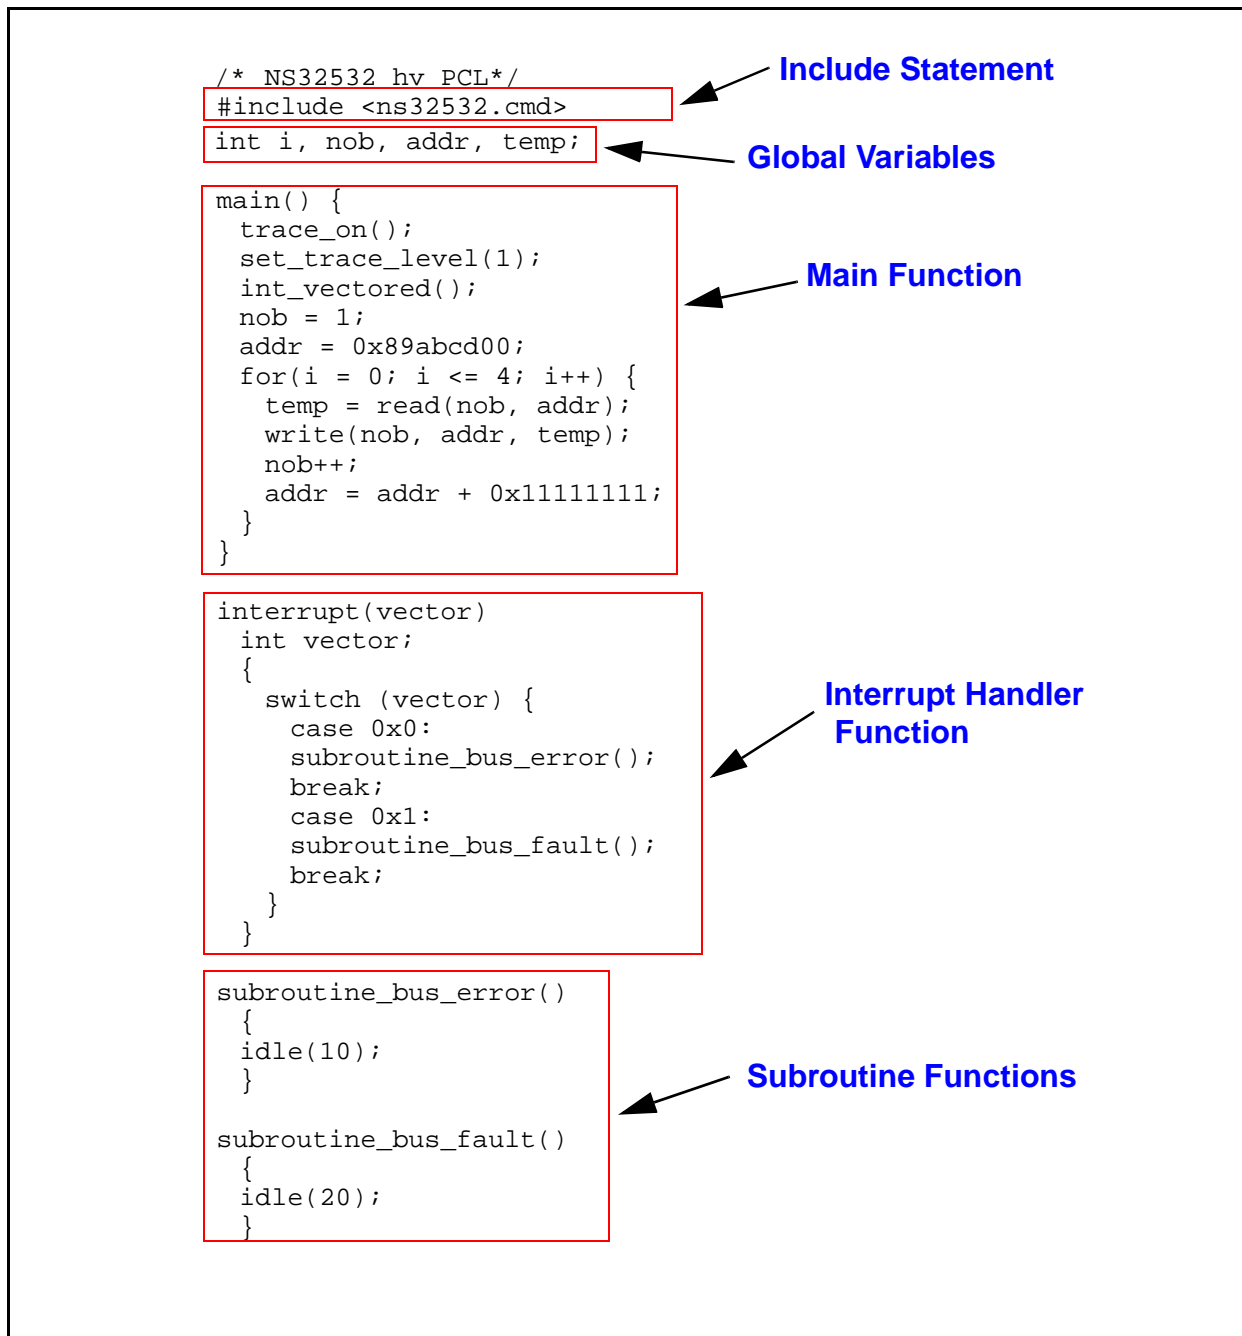 /* NS32532 hv PCL*/
#include <ns32532.cmd>
int i, nob, addr, temp;
main() {
trace_on();
set_trace_level(1);
int_vectored();
nob = 1;
addr = 0x89abcd00;
for(i = 0; i <= 4; i++) {
temp = read(nob, addr);
write(nob, addr, temp);
nob++;
addr = addr + 0x11111111;
}
}
interrupt(vector)
int vector;
{
switch (vector) {
case 0x0:
subroutine_bus_error();
break;
case 0x1:
subroutine_bus_fault();
break;
}
}
subroutine_bus_error()
{
idle(10);
}
subroutine_bus_fault()
{
idle(20);
}
Include Statement
Global Variables
Main Function
Interrupt Handler
Function
Subroutine Functions